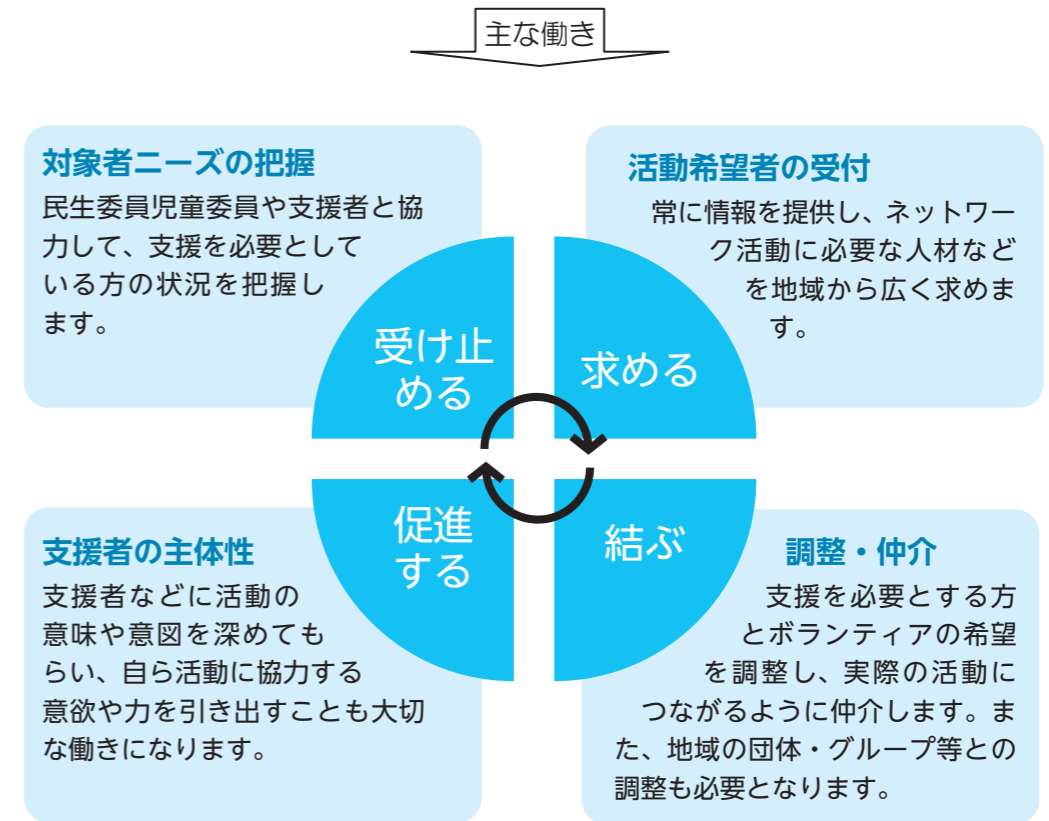 主な働き
対象者ニーズの把握
民生委員児童委員や支援者と協
力して、支援を必要として
いる方の状況を把握し
ます。
受け止
める
活動希望者の受付
常に情報を提供し、ネットワー
ク活動に必要な人材など
を地域から広く求めま
す。
求める
支援者の主体性
支援者などに活動の
意味や意図を深めても
らい、自ら活動に協力する
意欲や力を引き出すことも大切
な働きになります。
促進
する
結ぶ
調整・仲介
支援を必要とする方
とボランティアの希望
を調整し、実際の活動に
つながるように仲介します。ま
た、地域の団体・グループ等との
調整も必要となります。